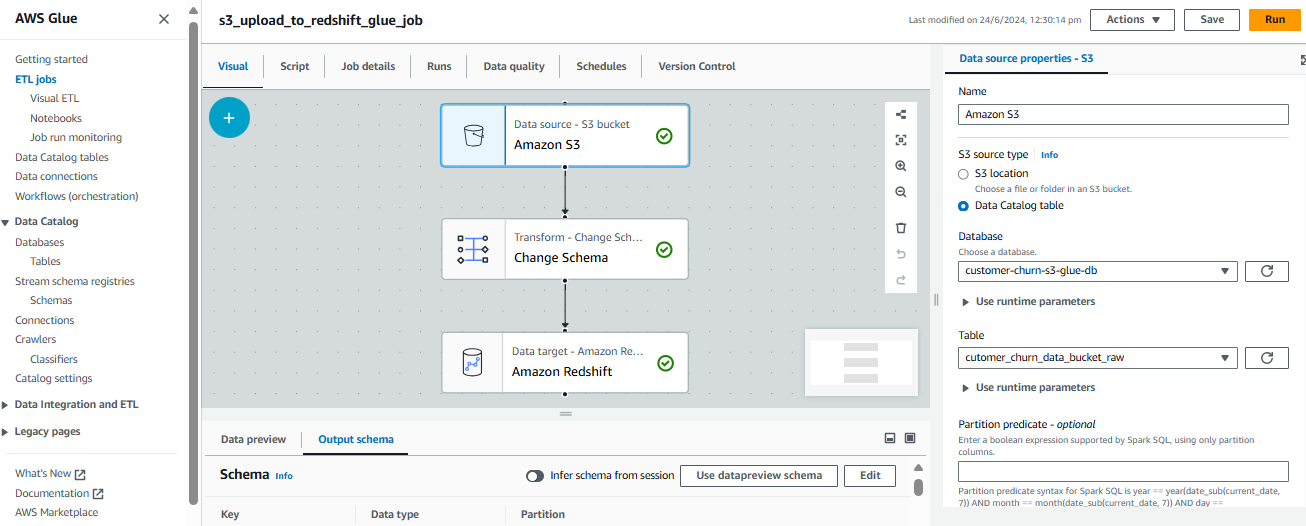 AWS Glue
Getting started
ETL jobs
Visual ETL
Notebooks
Job run monitoring
Data Catalog tables
Data connections
Workflows (orchestration)
Data Catalog
Databases
Tables
Stream schema registries
Schemas
Connections
Crawlers
Classifiers
Catalog settings
Data Integration and ETL
Legacy pages
What's New
Documentation
AWS Marketplace
s3_upload_to_redshift_glue_job
Last modified on 24/6/2024, 12:30:14 pm
Actions
Save
Run
Visual
Script
Job details
Runs
Data quality
Schedules
Version Control
Data source - S3 bucket
Amazon S3
Transform - Change Sch...
Change Schema
Data target - Amazon Re...
Amazon Redshift
Data preview
Output schema
Schema Info
Infer schema from session
Use datapreview schema
Edit
Key
Data type
Partition
Data source properties - S3
Name
Amazon S3
S3 source type Info
S3 location
Choose a file or folder in an S3 bucket.
Data Catalog table
Database
Choose a database.
customer-churn-s3-glue-db
Use runtime parameters
Table
cutomer_churn_data_bucket_raw
Use runtime parameters
Partition predicate - optional
Enter a boolean expression supported by Spark SQL, using only partition
columns.
Partition predicate syntax for Spark SQL is year == year(date_sub(current_date,
7)) AND month == month(date_sub(current_date, 7)) AND day ==